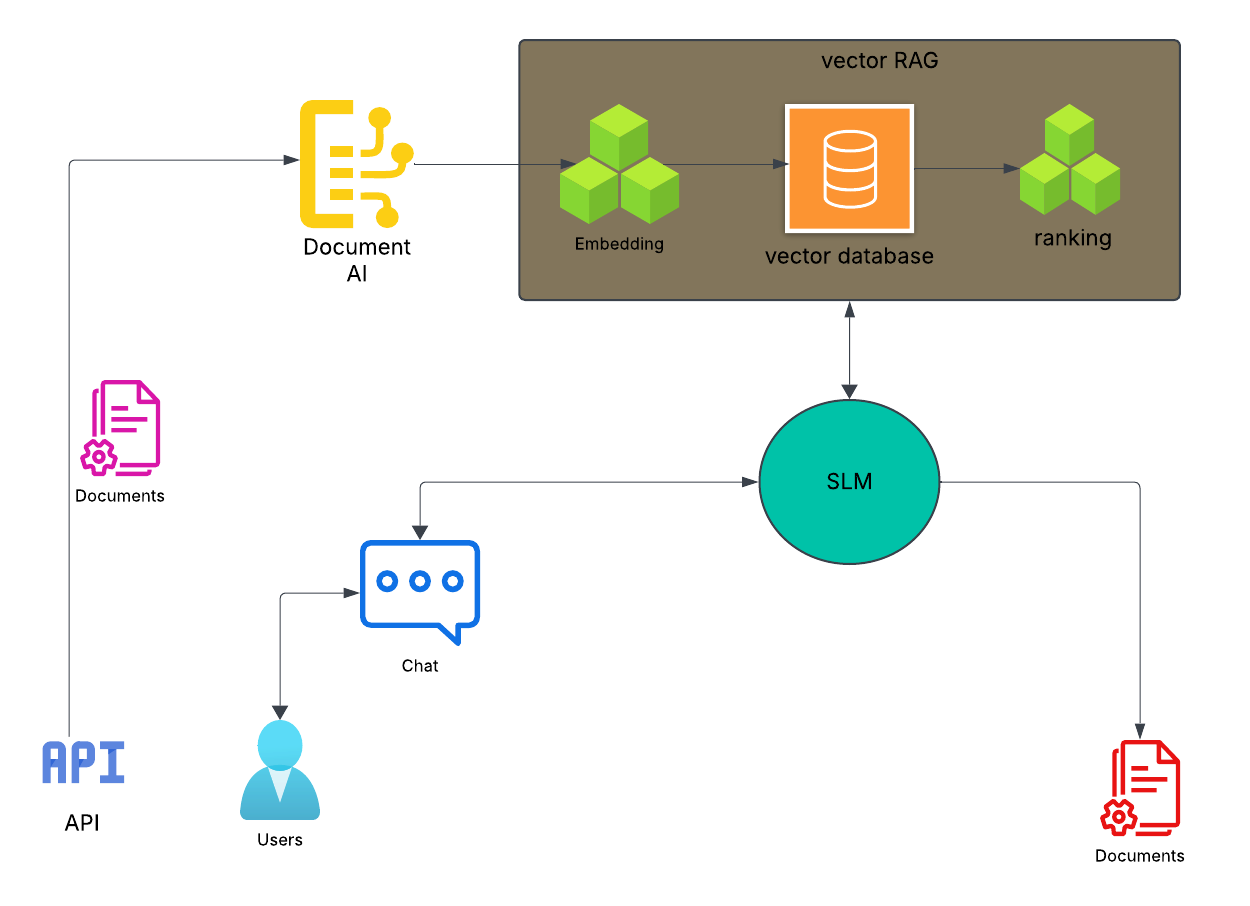 vector RAG
Document
AI
Embedding
vector database
ranking
Documents
SLM
Chat
API
API
Users
Documents